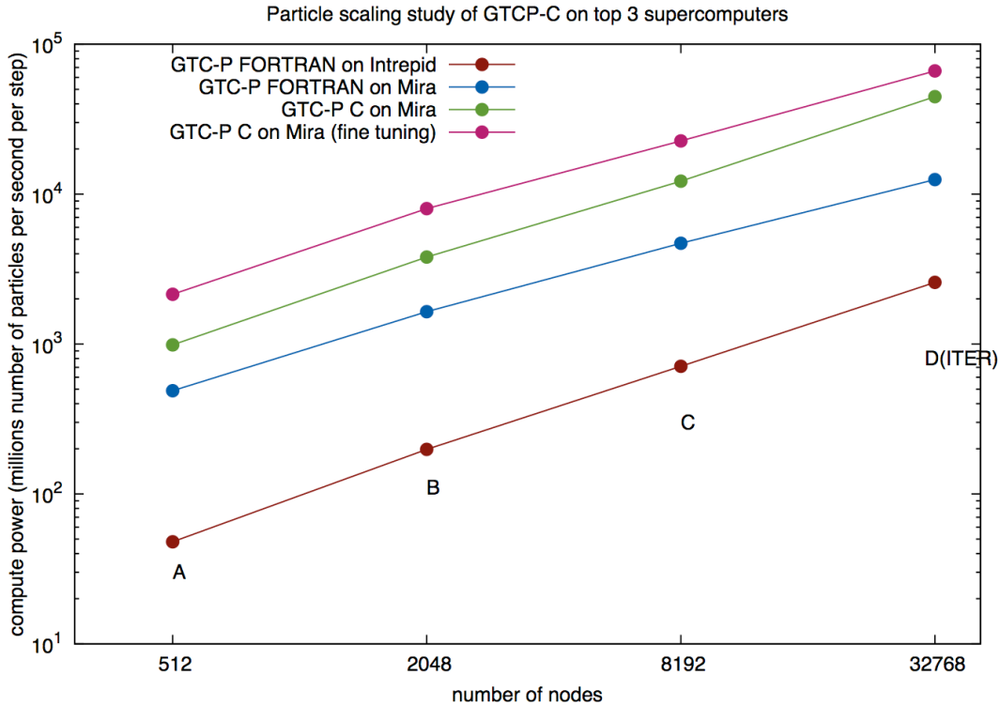 Particle scaling study of GTCP-C on top 3 supercomputers
compute power (millions number of particles per second per step)
10^5
10^4
10^3
10^2
10^1
GTC-P FORTRAN on Intrepid
GTC-P FORTRAN on Mira
GTC-P C on Mira
GTC-P C on Mira (fine tuning)
D(ITER)
C
B
A
512 2048 8192 32768
number of nodes